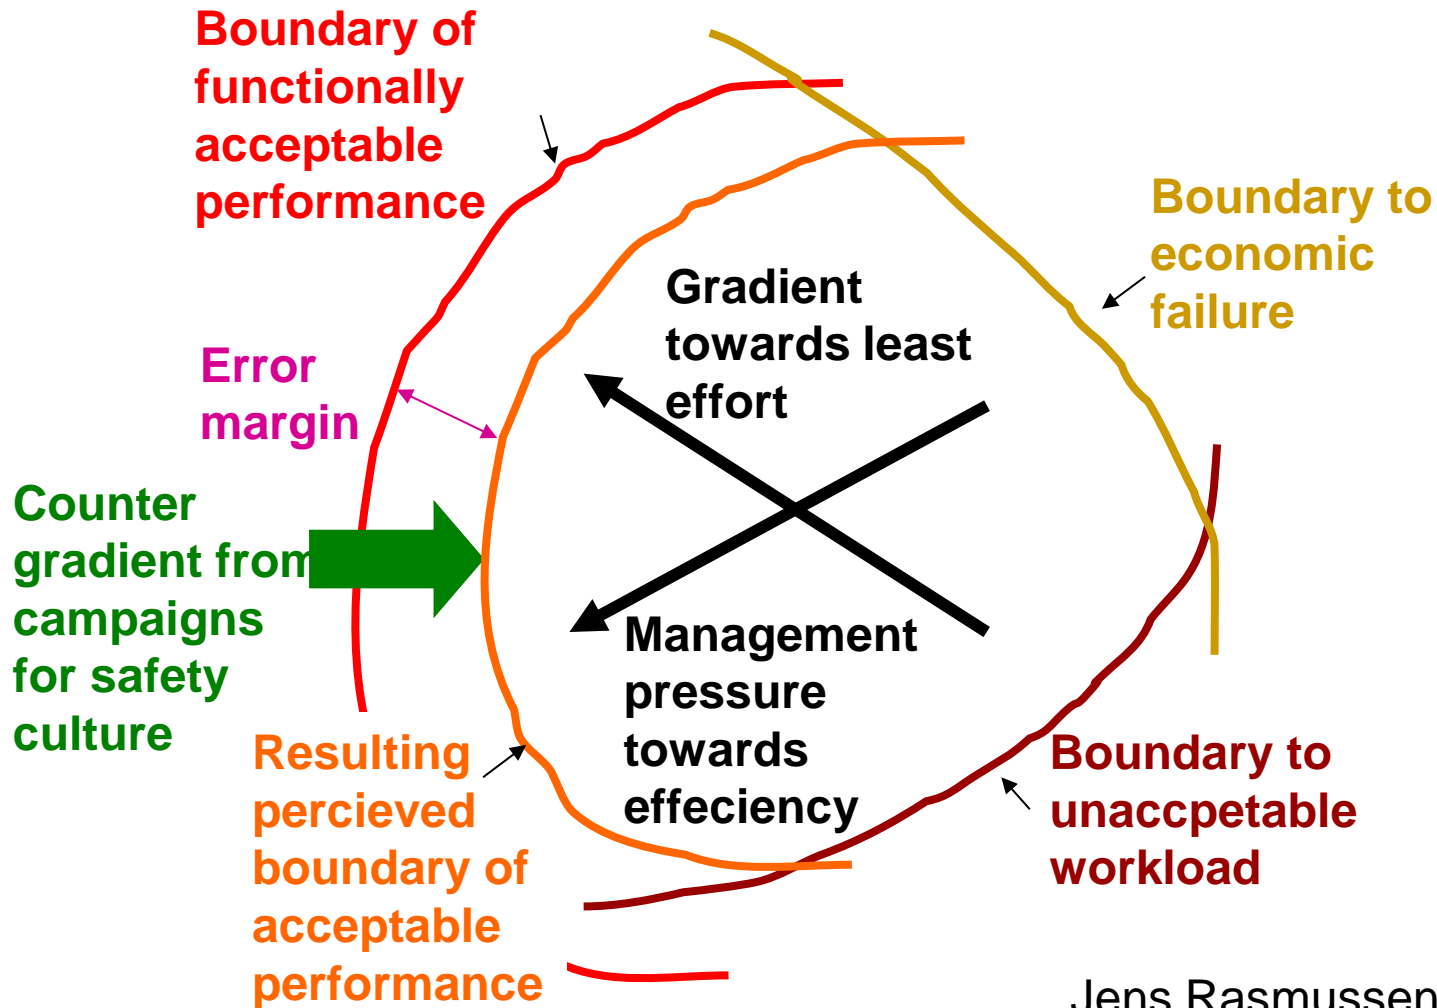 Boundary of
functionally
acceptable
performance
Boundary to
economic
failure
Gradient
towards least
effort
Error
margin
Counter
gradient from
campaigns
for safety
culture
Management
pressure
towards
effeciency
Resulting
percieved
boundary of
acceptable
performance
Boundary to
unaccpetable
workload
Jens Rasmussen